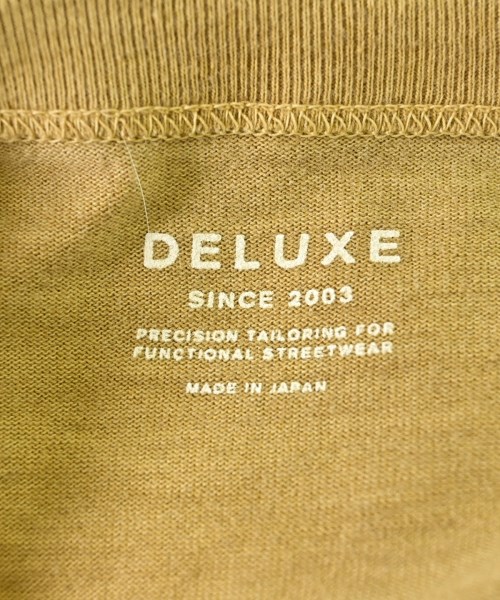 DELUXE
SINCE 2003
PRECISION TAILORING FOR
FUNCTIONAL STREETWEAR
MADE IN JAPAN